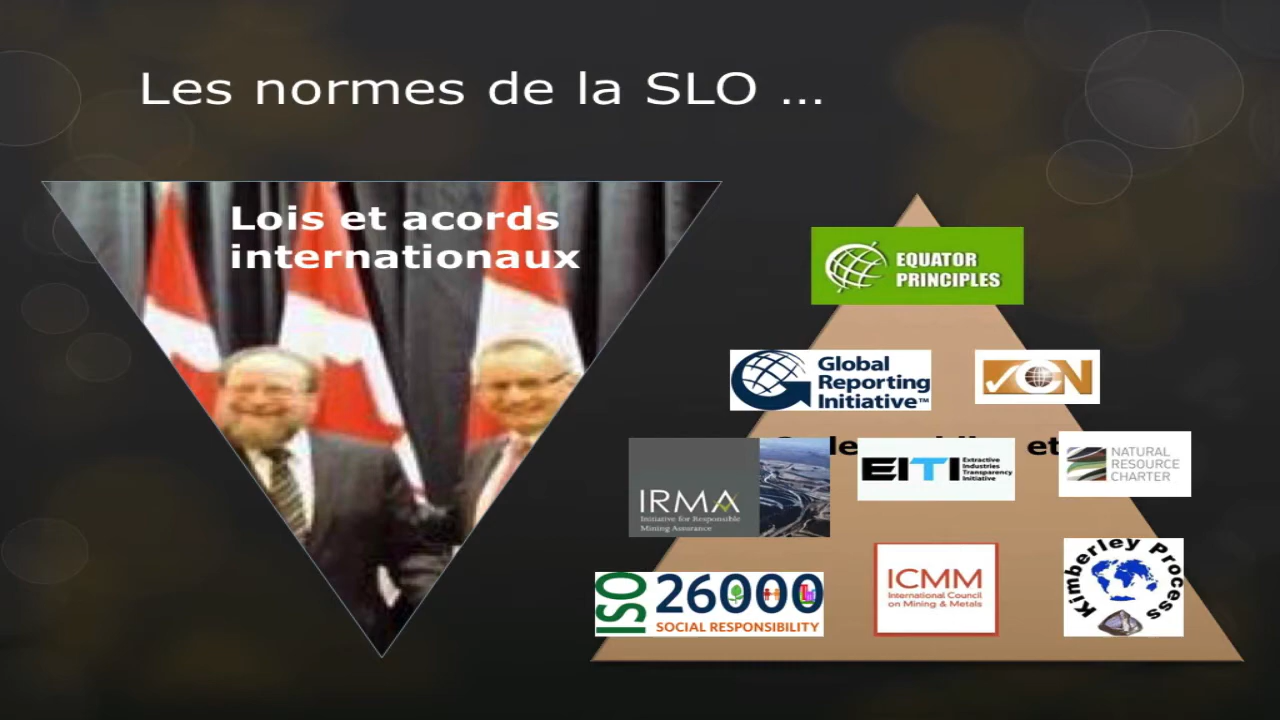 Les normes de la SLO ...
Lois et acords
internationaux
EQUATOR
PRINCIPLES
Global
Reporting
Initiative™
et
IRMA
Initiative for Responsible
Mining Assurance
EITI
Extractive
Industries
Transparency
Initiative
NATURAL
RESOURCE
CHARTER
ISO
26000
SOCIAL RESPONSIBILITY
ICMM
International Council
on Mining & Metals
Kimberley Process